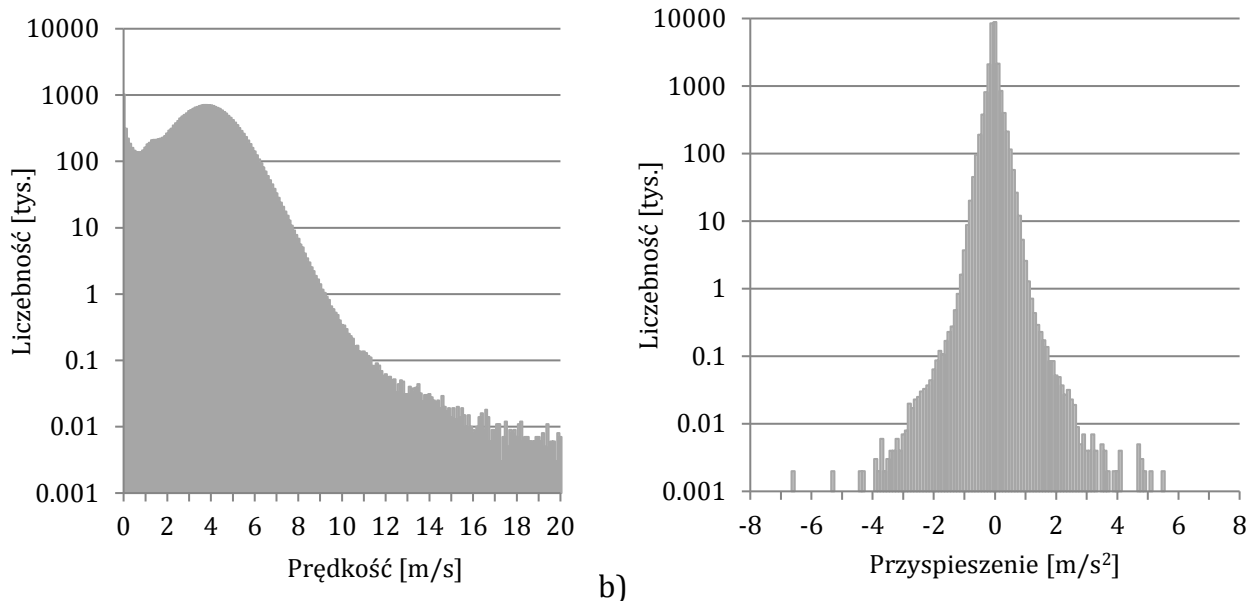 10000
1000
100
10
1
0.1
0.01
0.001
Liczebność [tys.]
0 2 4 6 8 10 12 14 16 18 20
Prędkość [m/s]
b)
10000
1000
100
10
1
0.1
0.01
0.001
Liczebność [tys.]
-8 -6 -4 -2 0 2 4 6 8
Przyspieszenie [m/s²]